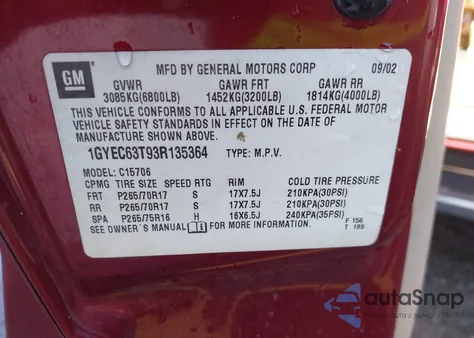 GM
MFD BY GENERAL MOTORS CORP 09/02
GVWR GAWR FRT GAWR RR
3085KG(6800LB) 1452KG(3200LB) 1814KG(4000LB)
THIS VEHICLE CONFORMS TO ALL APPLICABLE U.S. FEDERAL MOTOR
VEHICLE SAFETY STANDARDS IN EFFECT ON THE DATE OF
MANUFACTURE SHOWN ABOVE.
1GYEC63T93R135364 TYPE: M.P.V.
MODEL: C15706
CPMG TIRE SIZE SPEED RTG RIM COLD TIRE PRESSURE
FRT P265/70R17 S 17X7.5J 210KPA(30PSI)
RR P265/70R17 S 17X7.5J 210KPA(30PSI)
SPA P265/75R16 H 16X6.5J 240KPA(35PSI)
SEE OWNER'S MANUAL FOR MORE INFORMATION F 156
T 195
autaSnap